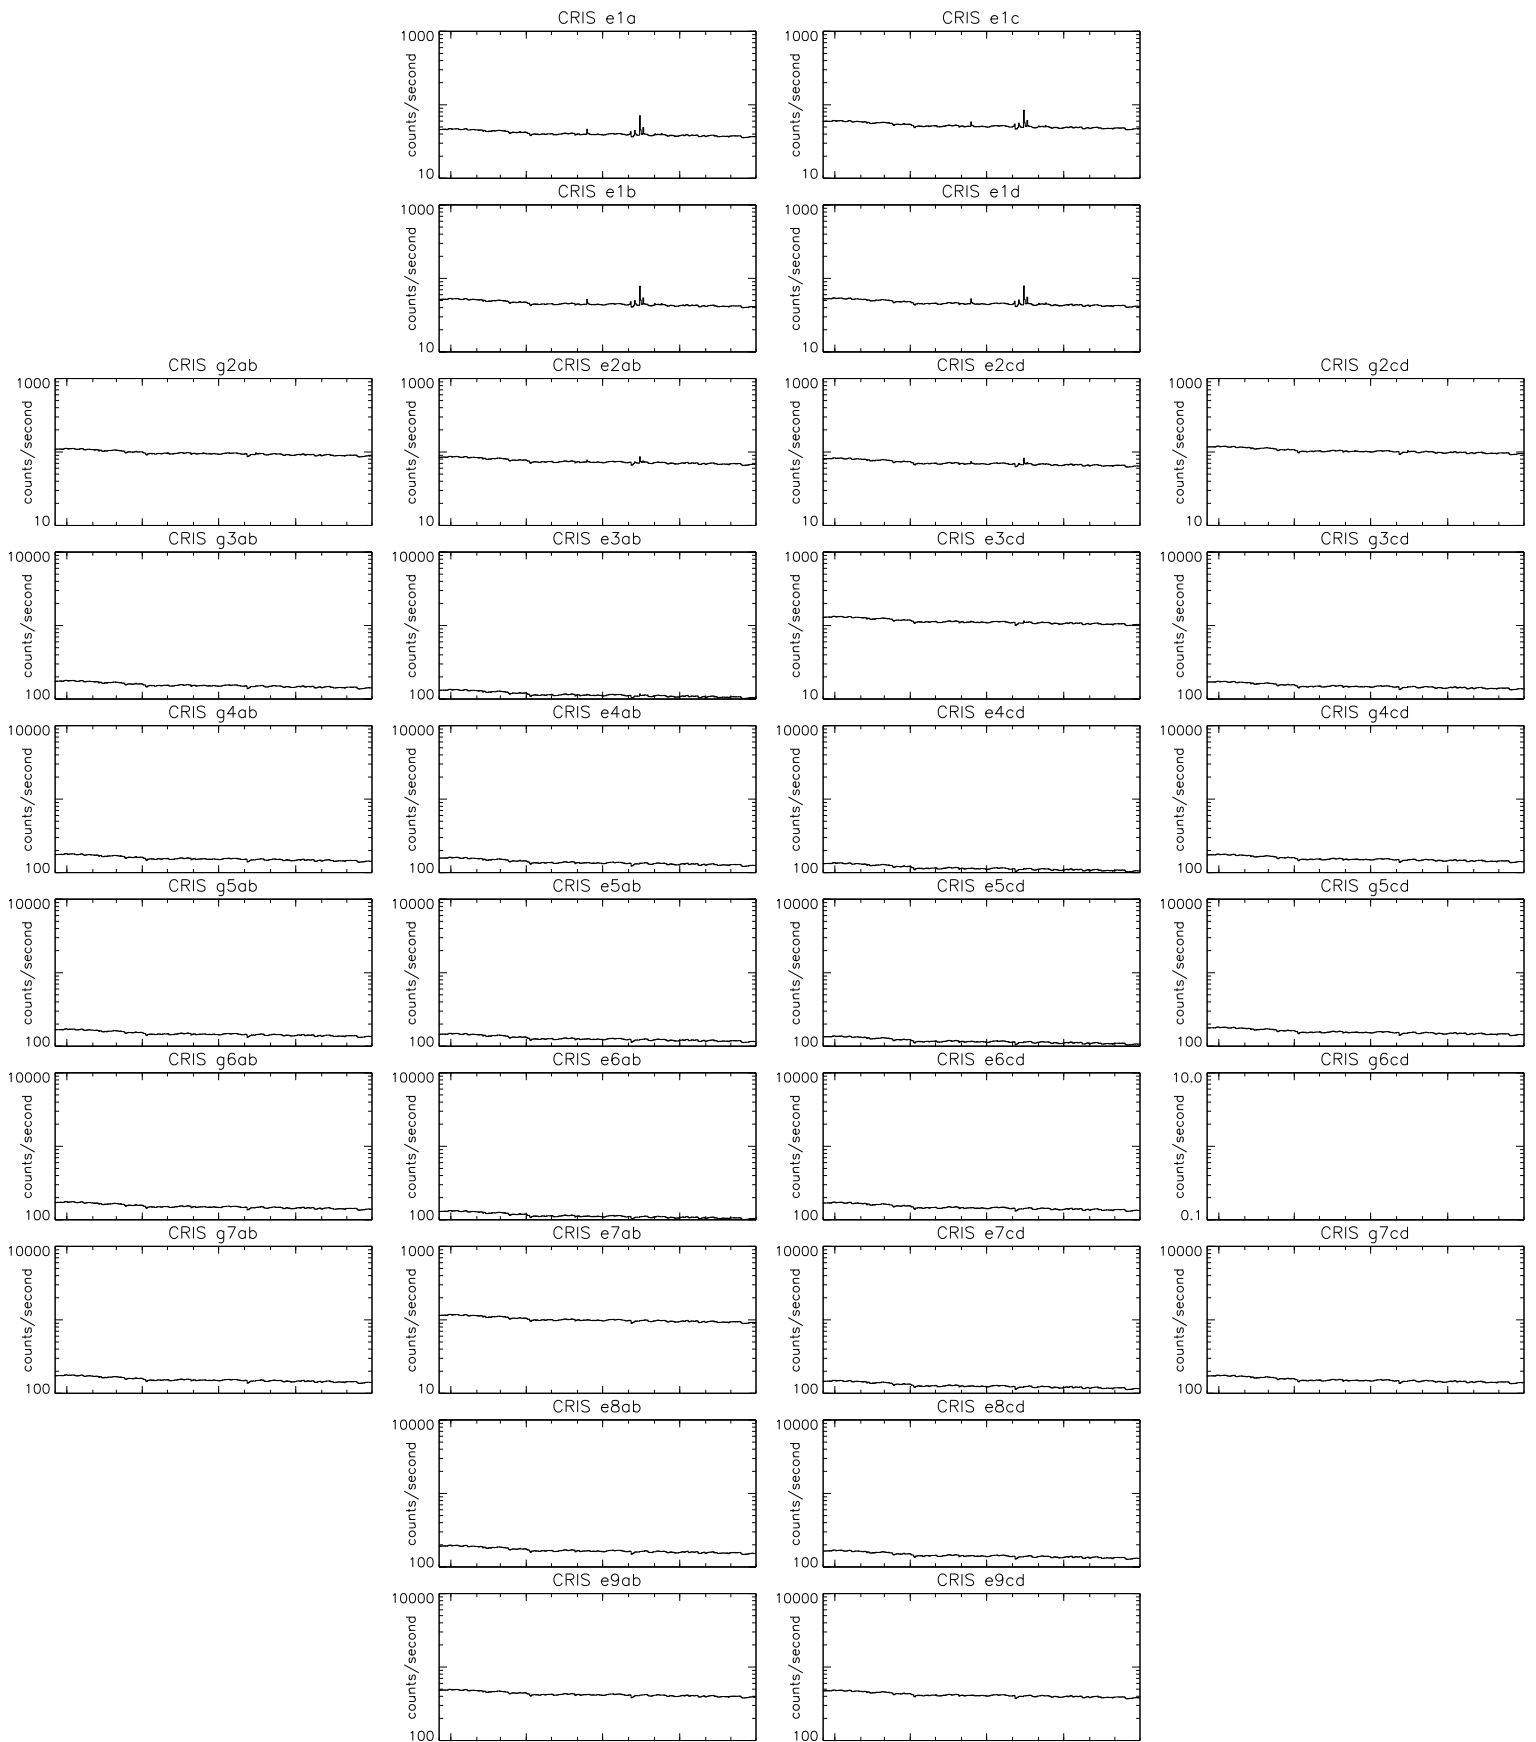 CRIS e1a
CRIS e1c
1000
counts/second
10
1000
counts/second
10
CRIS e1b
CRIS e1d
1000
counts/second
10
1000
counts/second
10
CRIS g2ab
CRIS e2ab
CRIS e2cd
CRIS g2cd
1000
counts/second
10
1000
counts/second
10
1000
counts/second
10
1000
counts/second
10
CRIS g3ab
CRIS e3ab
CRIS e3cd
CRIS g3cd
10000
counts/second
100
10000
counts/second
100
1000
counts/second
10
10000
counts/second
100
CRIS g4ab
CRIS e4ab
CRIS e4cd
CRIS g4cd
10000
counts/second
100
10000
counts/second
100
10000
counts/second
100
10000
counts/second
100
CRIS g5ab
CRIS e5ab
CRIS e5cd
CRIS g5cd
10000
counts/second
100
10000
counts/second
100
10000
counts/second
100
10000
counts/second
100
CRIS g6ab
CRIS e6ab
CRIS e6cd
CRIS g6cd
10000
counts/second
100
10000
counts/second
100
10000
counts/second
100
10.0
counts/second
0.1
CRIS g7ab
CRIS e7ab
CRIS e7cd
CRIS g7cd
10000
counts/second
100
1000
counts/second
10
10000
counts/second
100
10000
counts/second
100
CRIS e8ab
CRIS e8cd
10000
counts/second
100
10000
counts/second
100
CRIS e9ab
CRIS e9cd
10000
counts/second
100
10000
counts/second
100